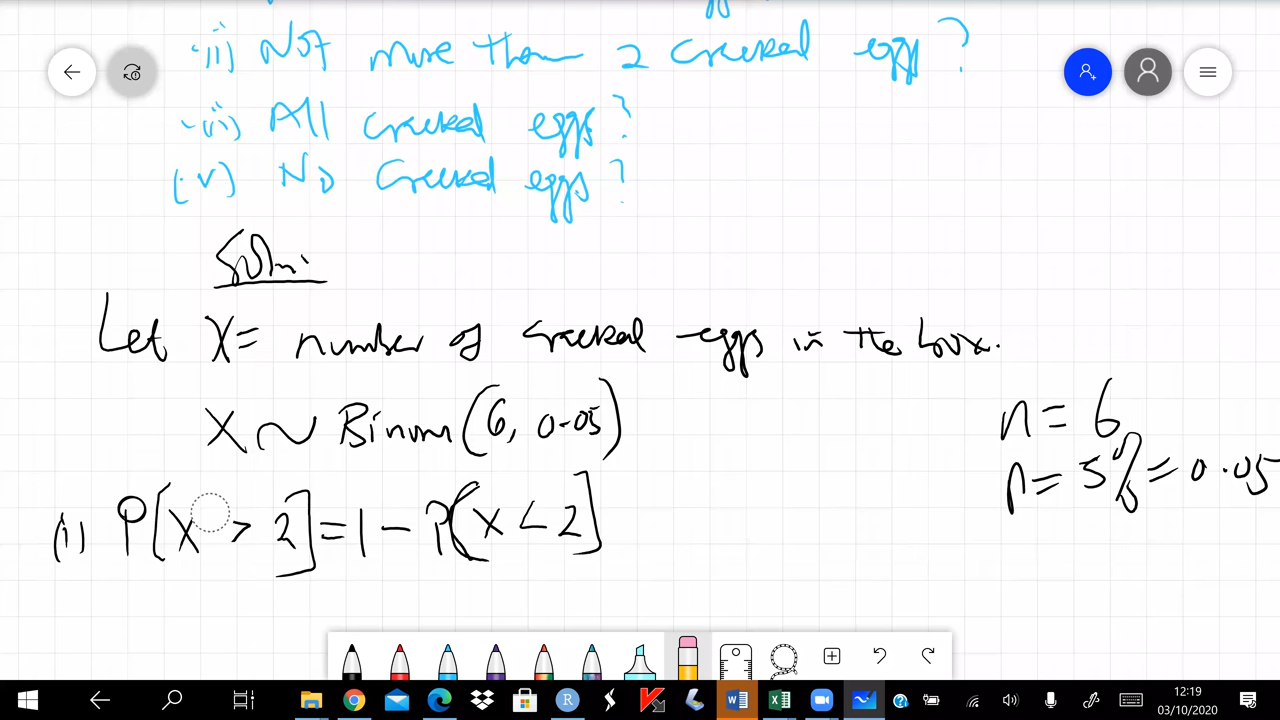 ii) Not more than 2 cracked egg?
iii) All cracked eggs?
(iv) No cracked eggs?
Soln:
Let X = number of cracked eggs in the box.
X ~ Binom(6, 0.05)
n = 6
p = 5% = 0.05
(i) P[X > 2] = 1 - P[X < 2]
12:19
03/10/2020